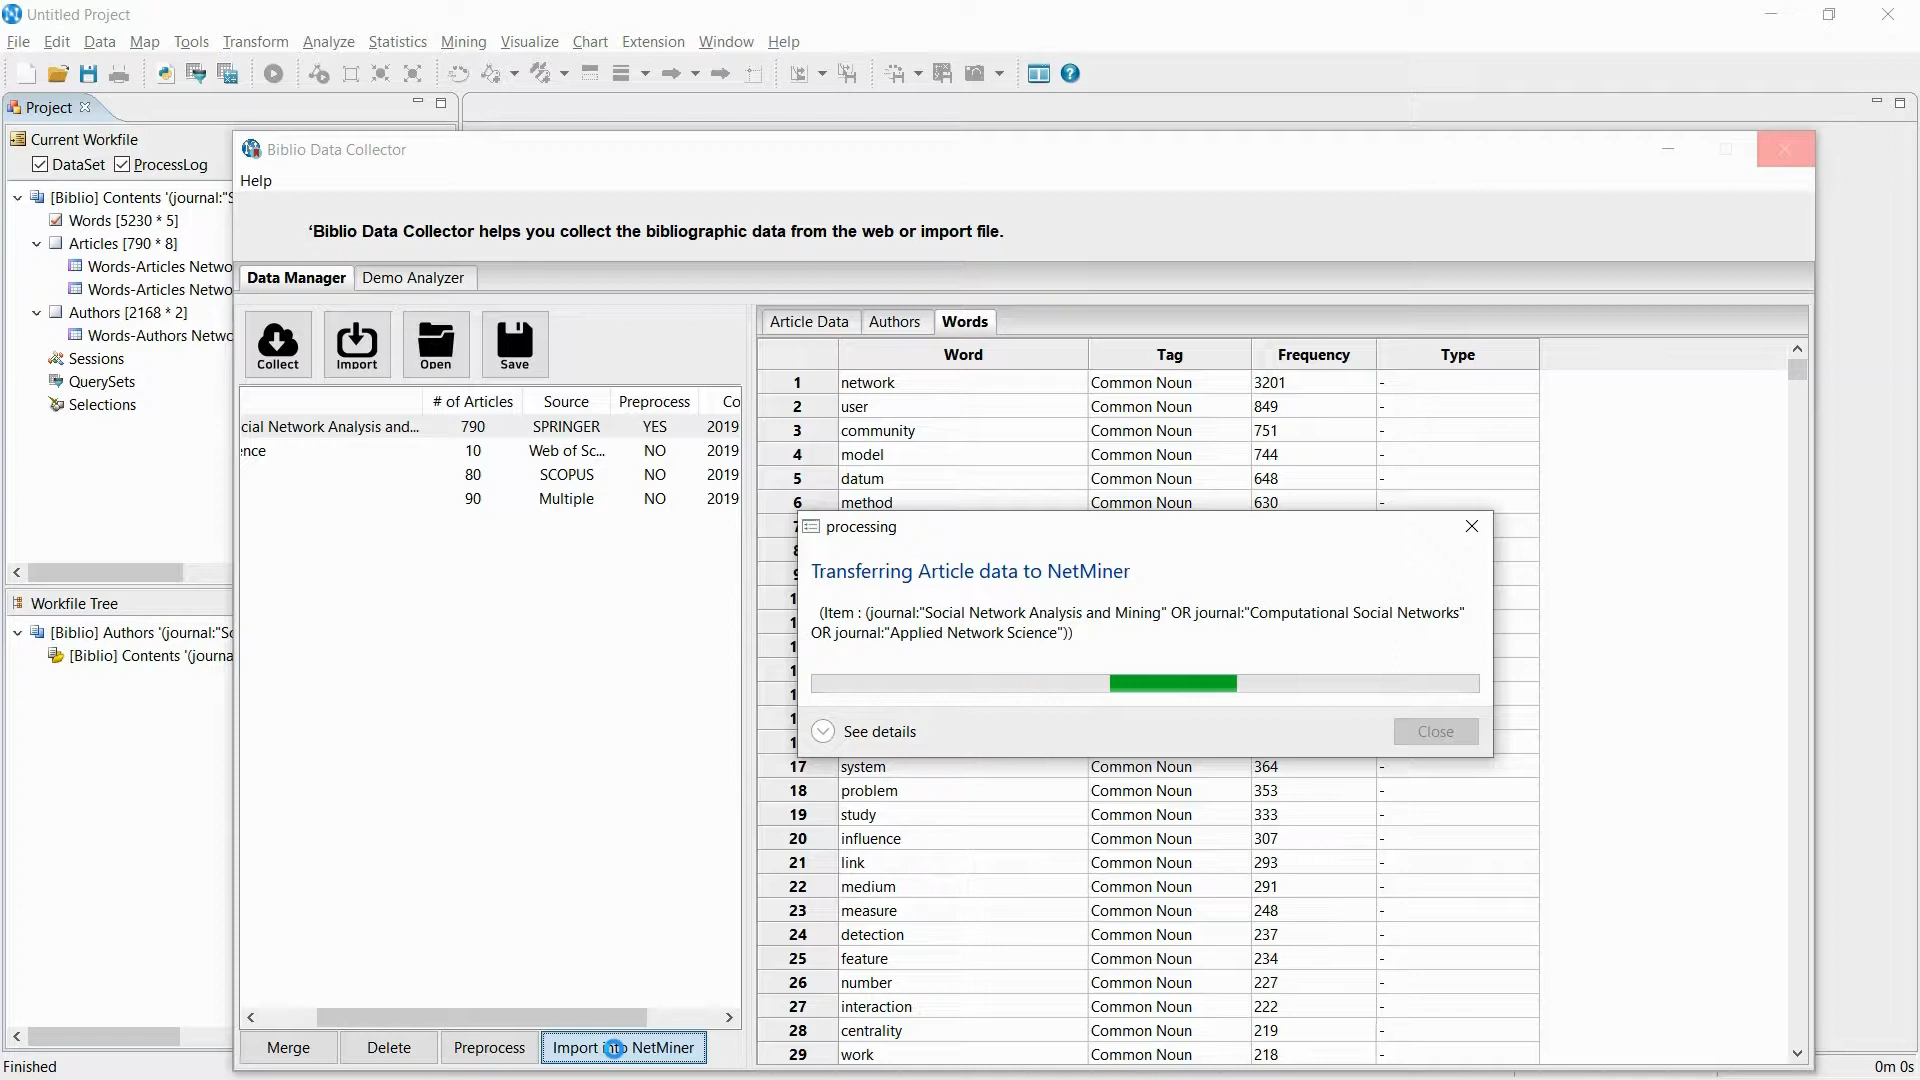 Untitled Project
File Edit Data Map Tools Transform Analyze Statistics Mining Visualize Chart Extension Window Help
Project
Current Workfile
DataSet ProcessLog
[Biblio] Contents '(journal:"S
Words [5230 * 5]
Articles [790 * 8]
Words-Articles Netwo
Words-Articles Netwo
Authors [2168 * 2]
Words-Authors Netwo
Sessions
QuerySets
Selections
Workfile Tree
[Biblio] Authors '(journal:"Sc
[Biblio] Contents '(journa
Finished
0m 0s
Biblio Data Collector
Help
‘Biblio Data Collector helps you collect the bibliographic data from the web or import file.
Data Manager Demo Analyzer
Collect Import Open Save
# of Articles Source Preprocess Co
cial Network Analysis and... 790 SPRINGER YES 2019
nce 10 Web of Sc... NO 2019
80 SCOPUS NO 2019
90 Multiple NO 2019
Merge Delete Preprocess Import into NetMiner
Article Data Authors Words
Word Tag Frequency Type
1 network Common Noun 3201 -
2 user Common Noun 849 -
3 community Common Noun 751 -
4 model Common Noun 744 -
5 datum Common Noun 648 -
6 method Common Noun 630 -
processing
Transferring Article data to NetMiner
(Item : (journal:"Social Network Analysis and Mining" OR journal:"Computational Social Networks"
OR journal:"Applied Network Science"))
See details
Close
17 system Common Noun 364 -
18 problem Common Noun 353 -
19 study Common Noun 333 -
20 influence Common Noun 307 -
21 link Common Noun 293 -
22 medium Common Noun 291 -
23 measure Common Noun 248 -
24 detection Common Noun 237 -
25 feature Common Noun 234 -
26 number Common Noun 227 -
27 interaction Common Noun 222 -
28 centrality Common Noun 219 -
29 work Common Noun 218 -